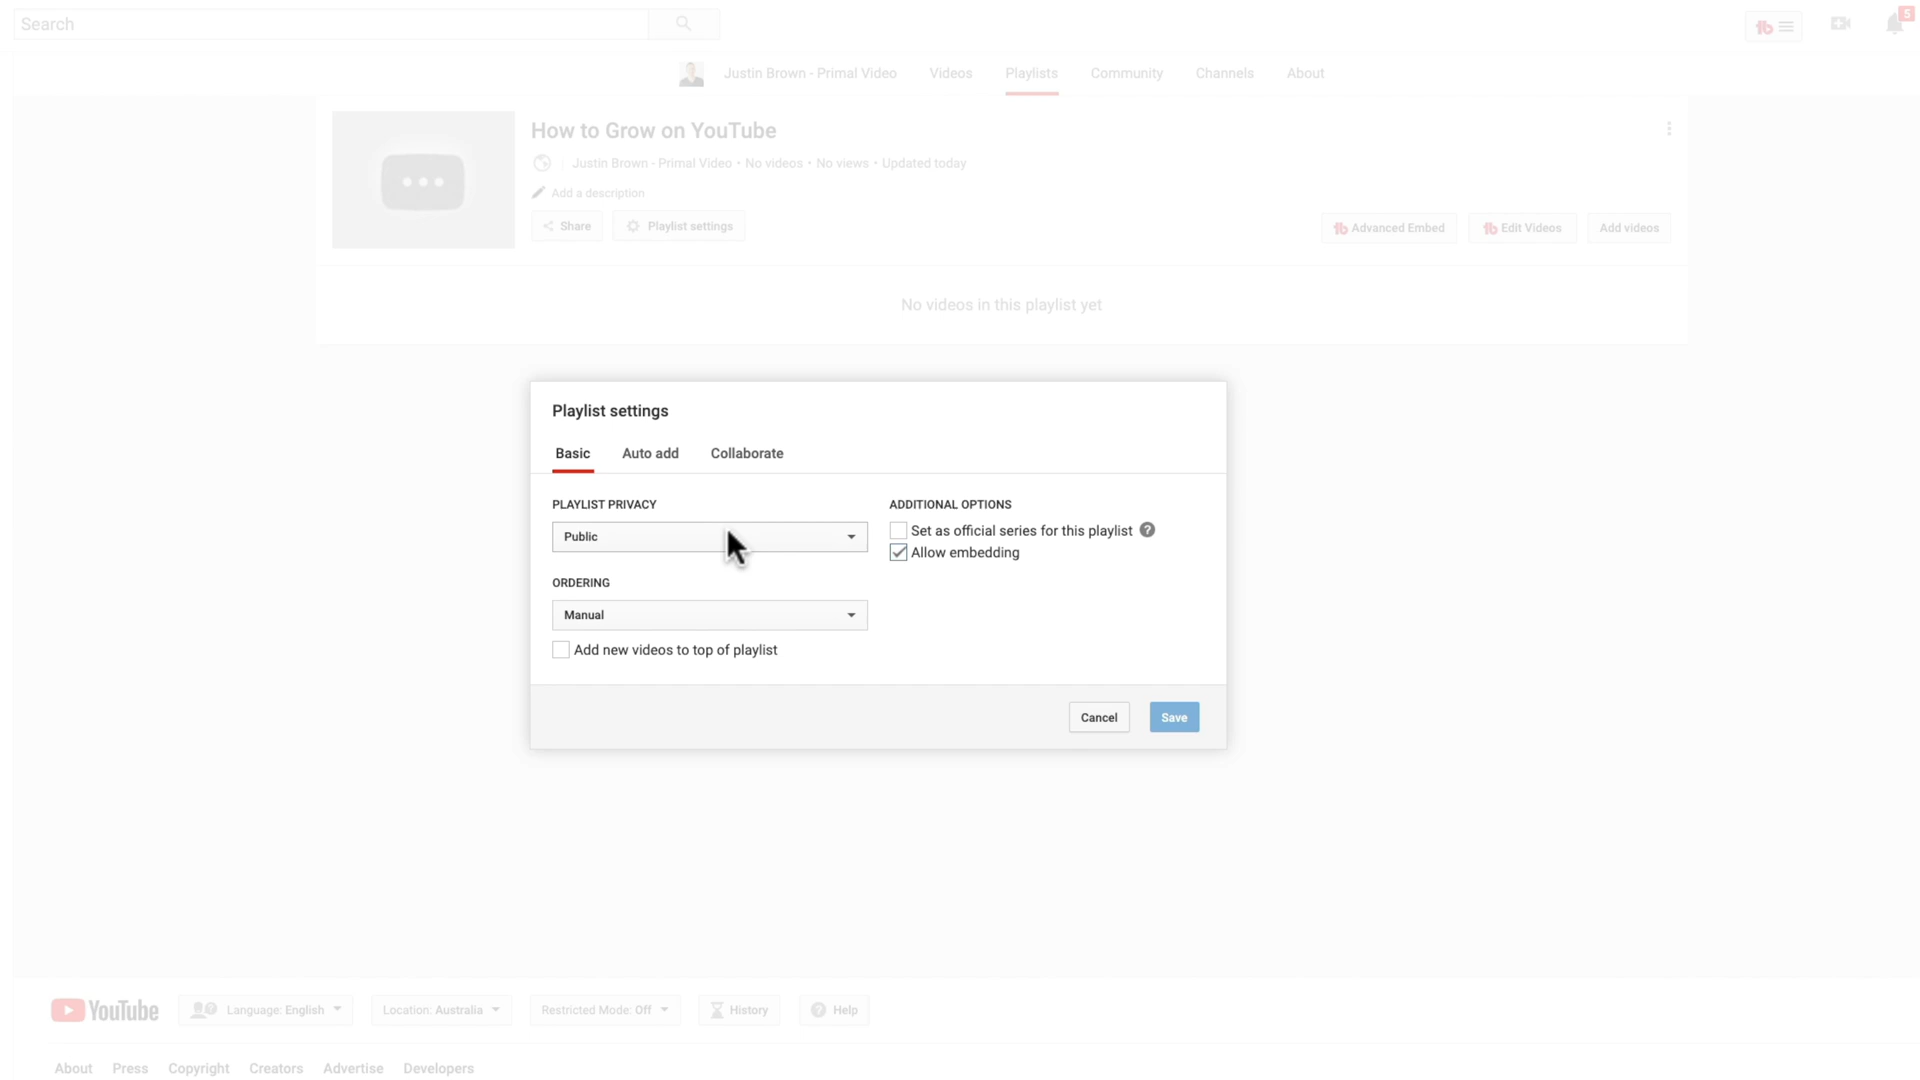 Search
5
Justin Brown - Primal Video Videos Playlists Community Channels About
How to Grow on YouTube
Justin Brown - Primal Video • No videos • No views • Updated today
Add a description
Share Playlist settings
tb Advanced Embed tb Edit Videos Add videos
No videos in this playlist yet
Playlist settings
Basic Auto add Collaborate
PLAYLIST PRIVACY ADDITIONAL OPTIONS
Public Set as official series for this playlist ?
Allow embedding
ORDERING
Manual
Add new videos to top of playlist
Cancel Save
YouTube Language: English Location: Australia Restricted Mode: Off History Help
About Press Copyright Creators Advertise Developers